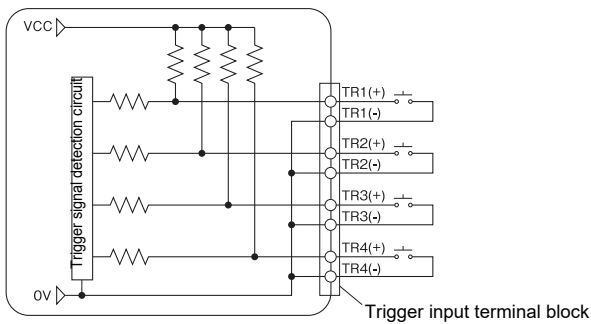 VCC
Trigger signal detection circuit
TR1(+)
TR1(-)
TR2(+)
TR2(-)
TR3(+)
TR3(-)
TR4(+)
TR4(-)
0V
Trigger input terminal block